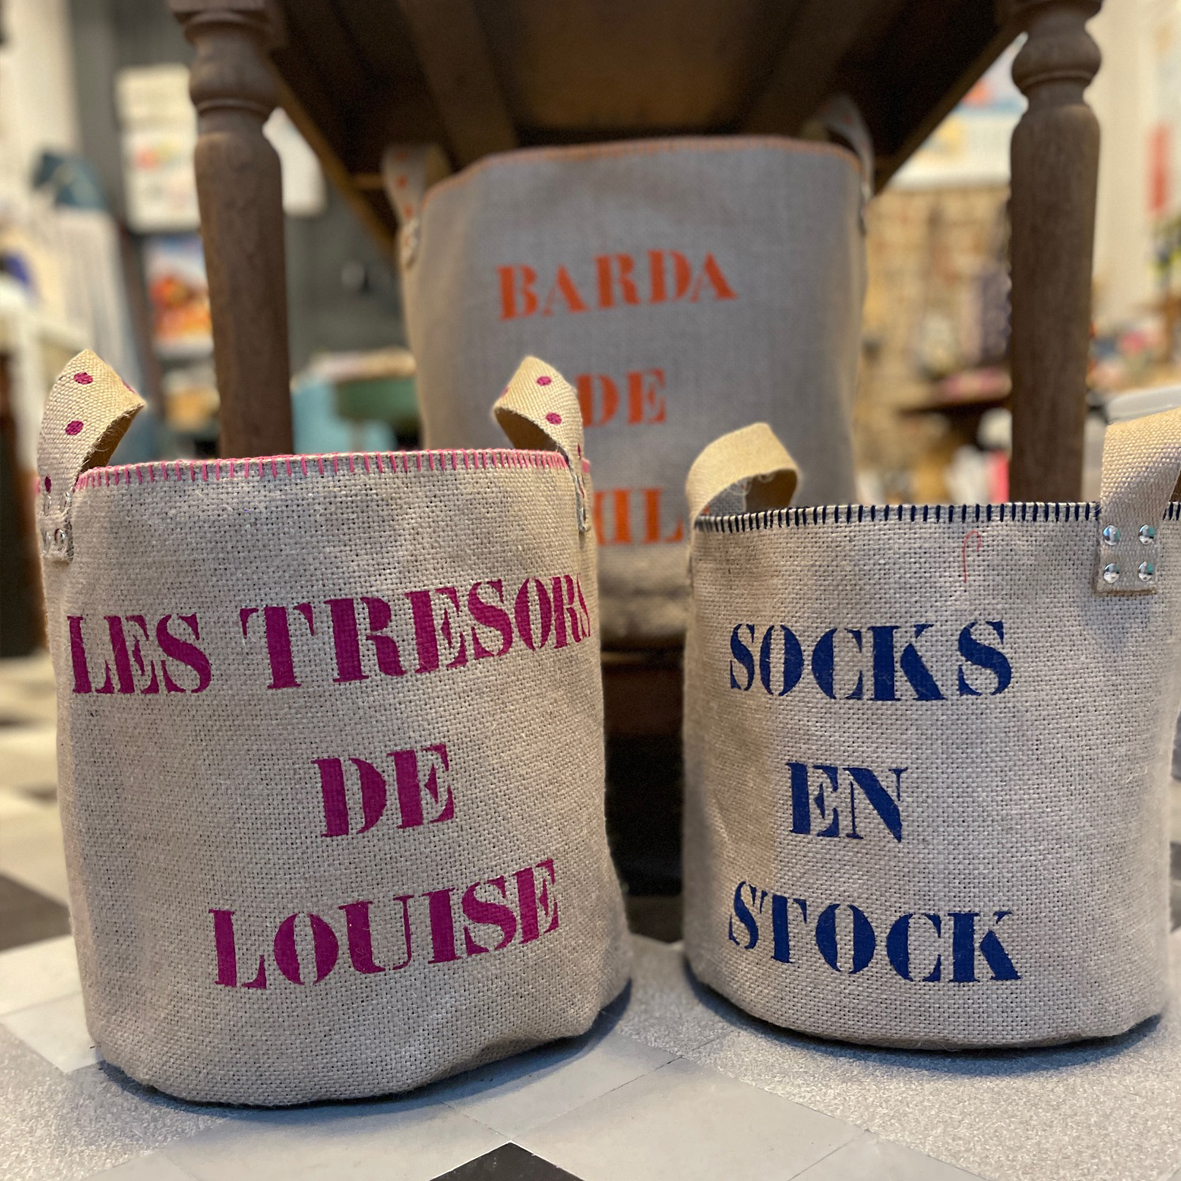 BARDA
DE
LES TRESORS
DE
LOUISE
SOCKS
EN
STOCK